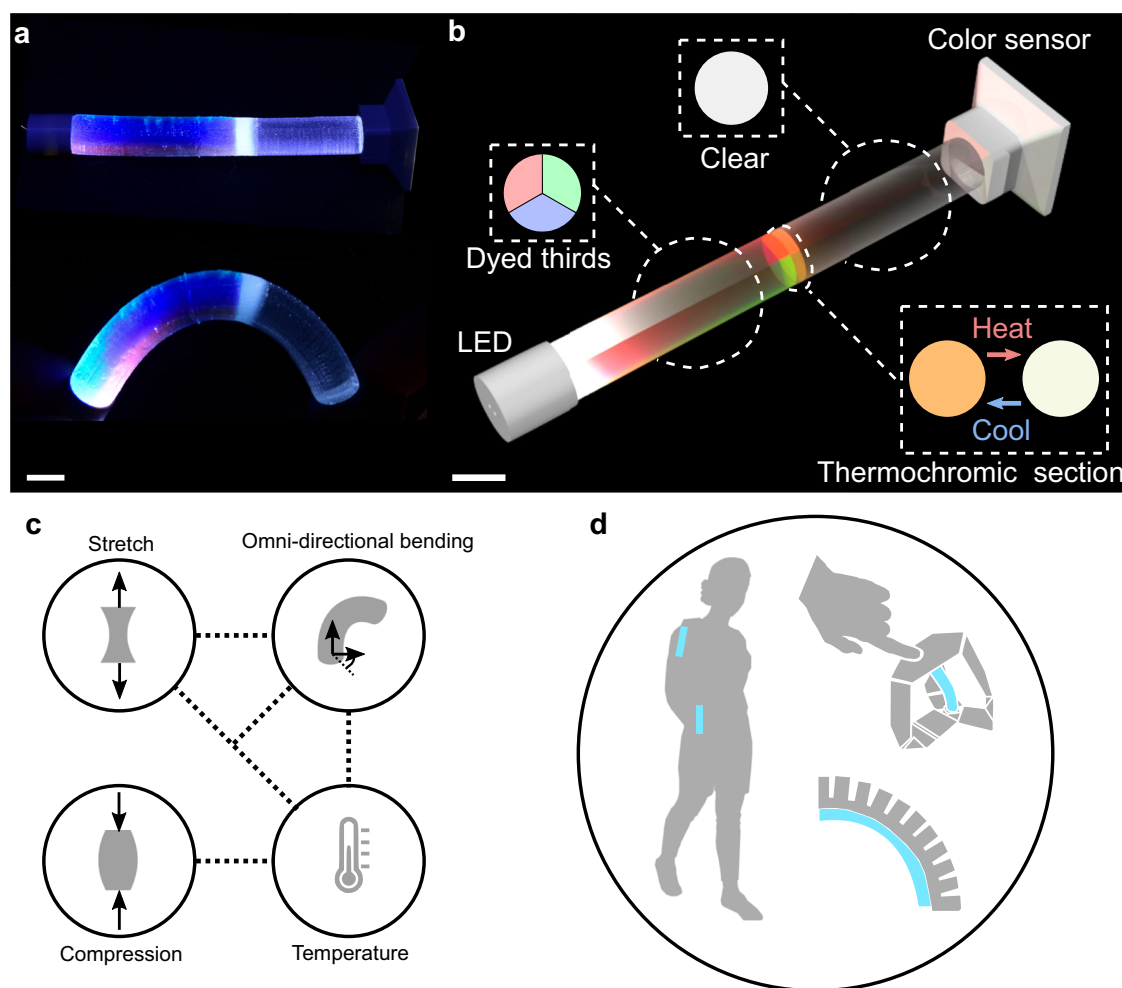 a
b
Color sensor
Clear
Dyed thirds
LED
Heat
Cool
Thermochromic section
c
Stretch
Omni-directional bending
Compression
Temperature
d